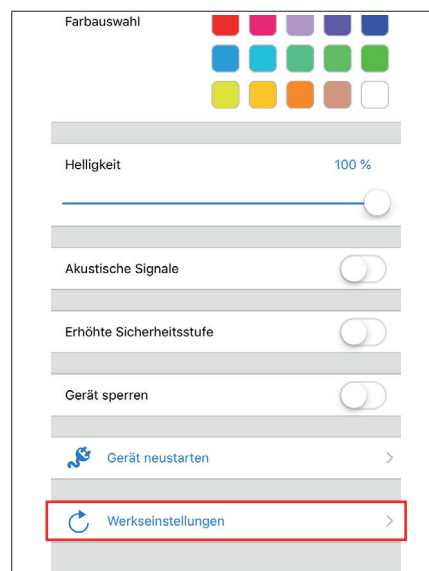 Farbauswahl
Helligkeit 100 %
Akustische Signale
Erhöhte Sicherheitsstufe
Gerät sperren
Gerät neustarten
Werkseinstellungen